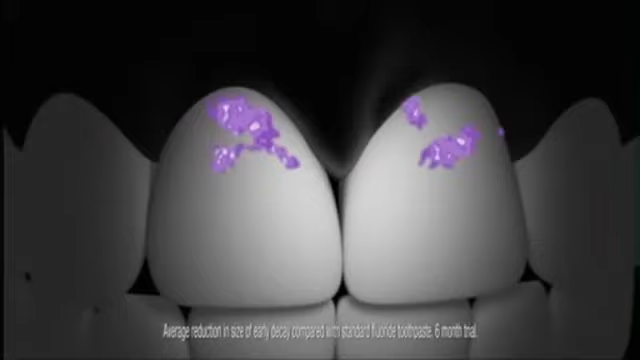 Average reduction in size of early decay compared with standard fluoride toothpaste, 6 month trial.